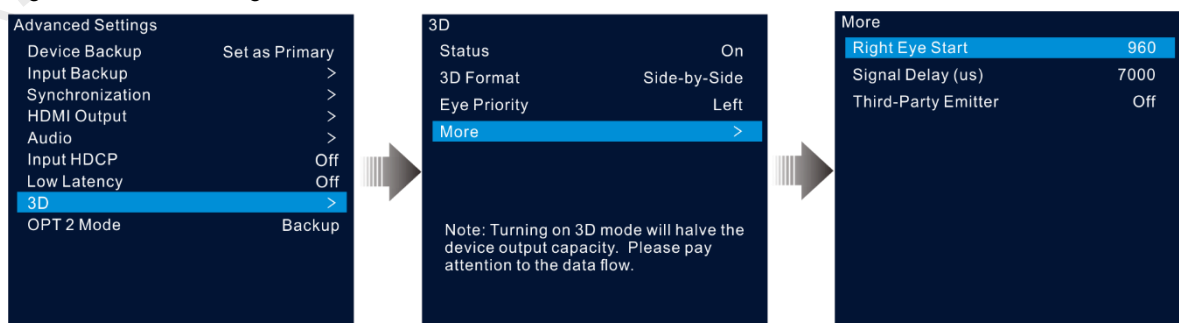 Advanced Settings
Device Backup Set as Primary
Input Backup >
Synchronization >
HDMI Output >
Audio >
Input HDCP Off
Low Latency Off
3D >
OPT 2 Mode Backup
3D
Status On
3D Format Side-by-Side
Eye Priority Left
More >
Note: Turning on 3D mode will halve the
device output capacity. Please pay
attention to the data flow.
More
Right Eye Start 960
Signal Delay (us) 7000
Third-Party Emitter Off